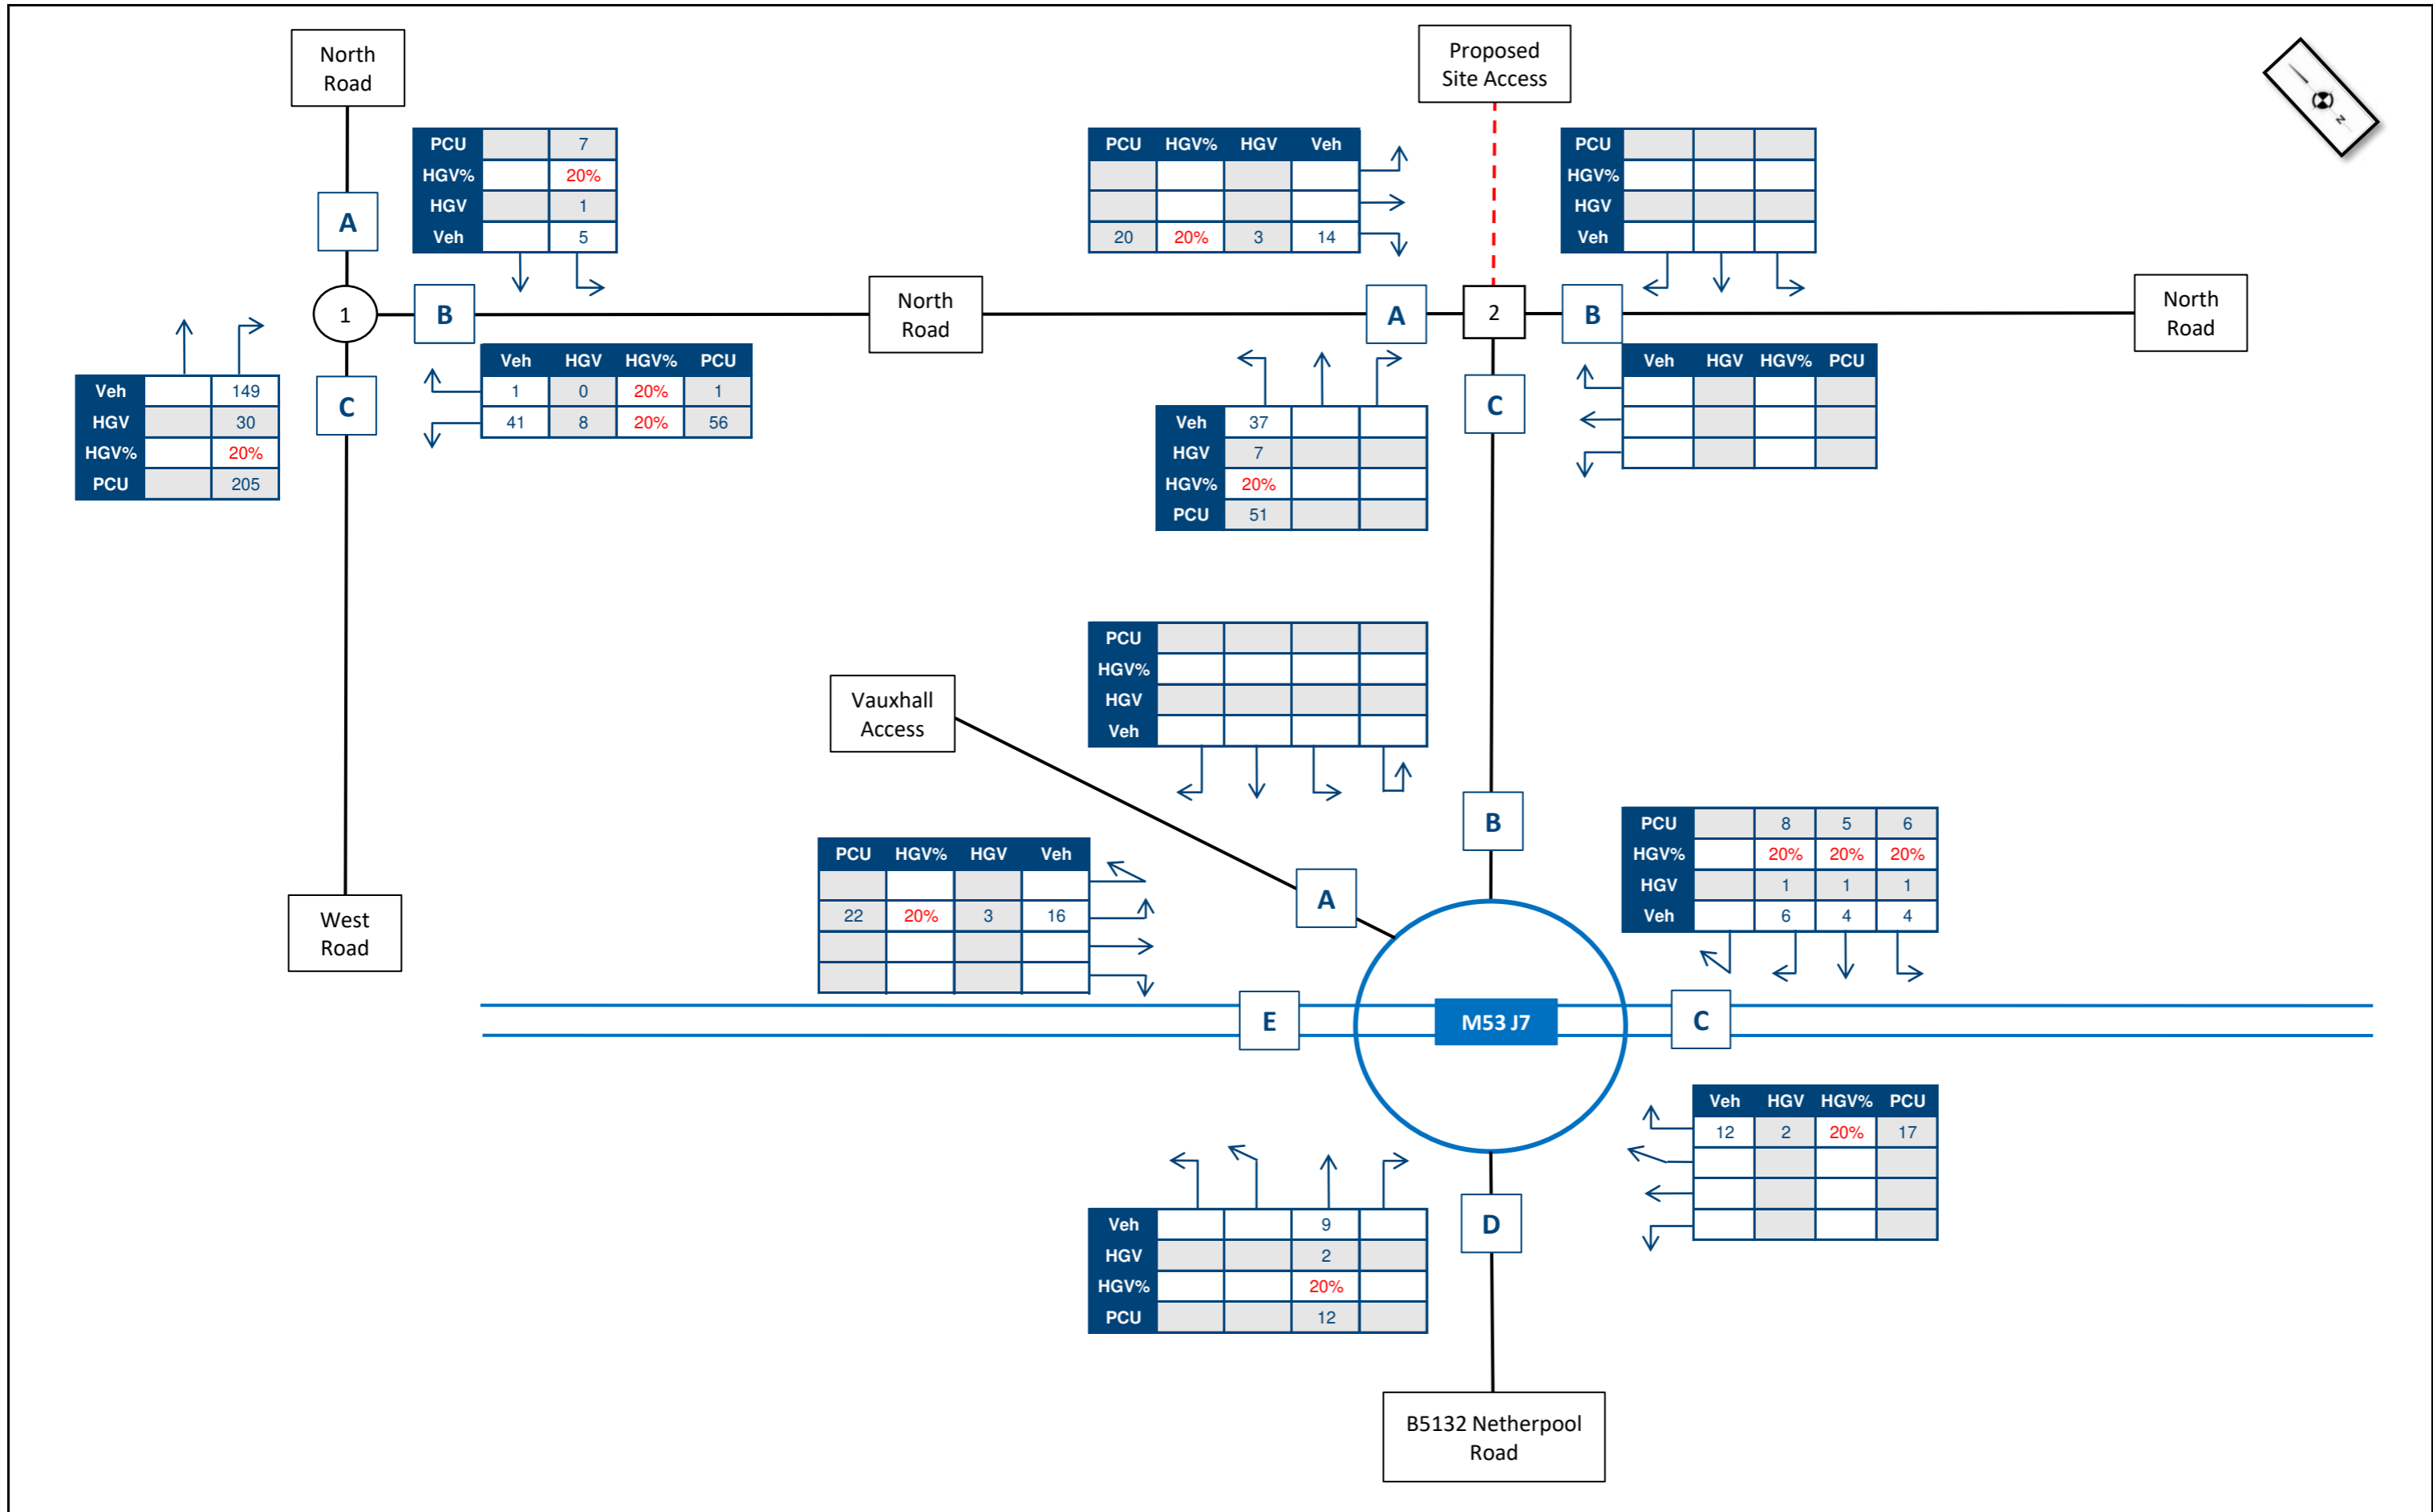 North
Road
Proposed
Site Access
N
PCU 7
HGV% 20%
HGV 1
Veh 5
PCU HGV% HGV Veh
20 20% 3 14
PCU
HGV%
HGV
Veh
A
1
B
North
Road
A
2
B
North
Road
Veh 149
HGV 30
HGV% 20%
PCU 205
C
Veh HGV HGV% PCU
1 0 20% 1
41 8 20% 56
Veh 37
HGV 7
HGV% 20%
PCU 51
C
Veh HGV HGV% PCU
PCU
HGV%
HGV
Veh
Vauxhall
Access
B
PCU HGV% HGV Veh
22 20% 3 16
A
PCU 8 5 6
HGV% 20% 20% 20%
HGV 1 1 1
Veh 6 4 4
West
Road
E
M53 J7
C
Veh HGV HGV% PCU
12 2 20% 17
Veh 9
HGV 2
HGV% 20%
PCU 12
D
B5132 Netherpool
Road